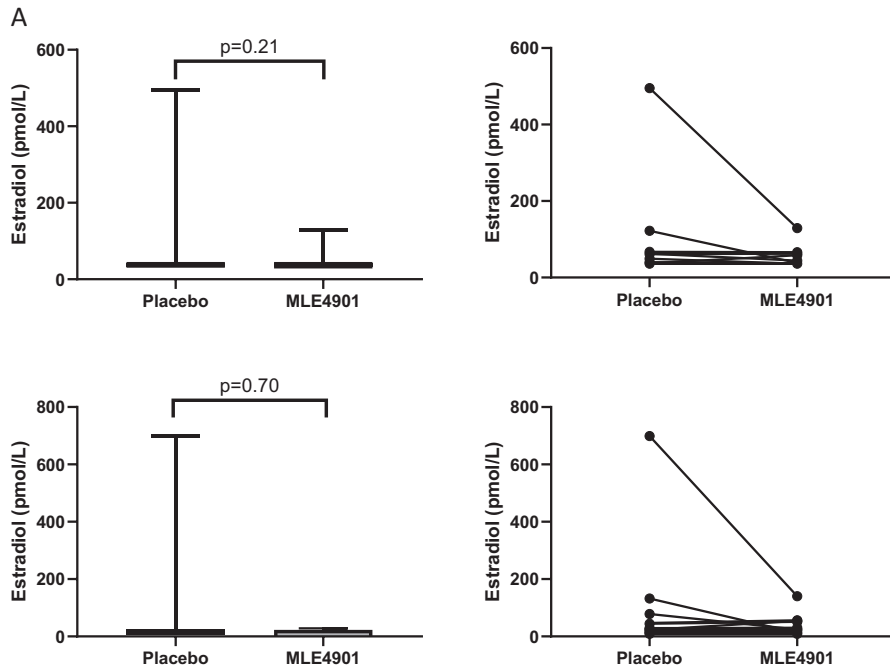 A
p=0.21
Estradiol (pmol/L)
600
400
200
0
Placebo
MLE4901
Estradiol (pmol/L)
600
400
200
0
Placebo
MLE4901
p=0.70
Estradiol (pmol/L)
800
600
400
200
0
Placebo
MLE4901
Estradiol (pmol/L)
800
600
400
200
0
Placebo
MLE4901